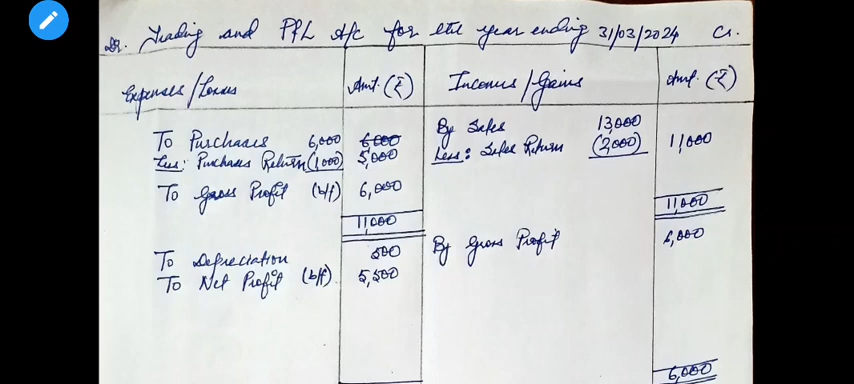 Dr. Trading and P/L A/c for the year ending 31/03/2024 Cr.
Expenses/Losses Amt. (₹) Incomes/Gains Amt. (₹)
To Purchases 6,000 6000 By Sales 13,000
Less: Purchases Return (1000) 5,000 Less: Sales Return (2,000) 11,000
To Gross Profit (b/f) 6,000
11,000 11,000
To Depreciation 500 By Gross Profit 6,000
To Net Profit (b/f) 5,500
6,000